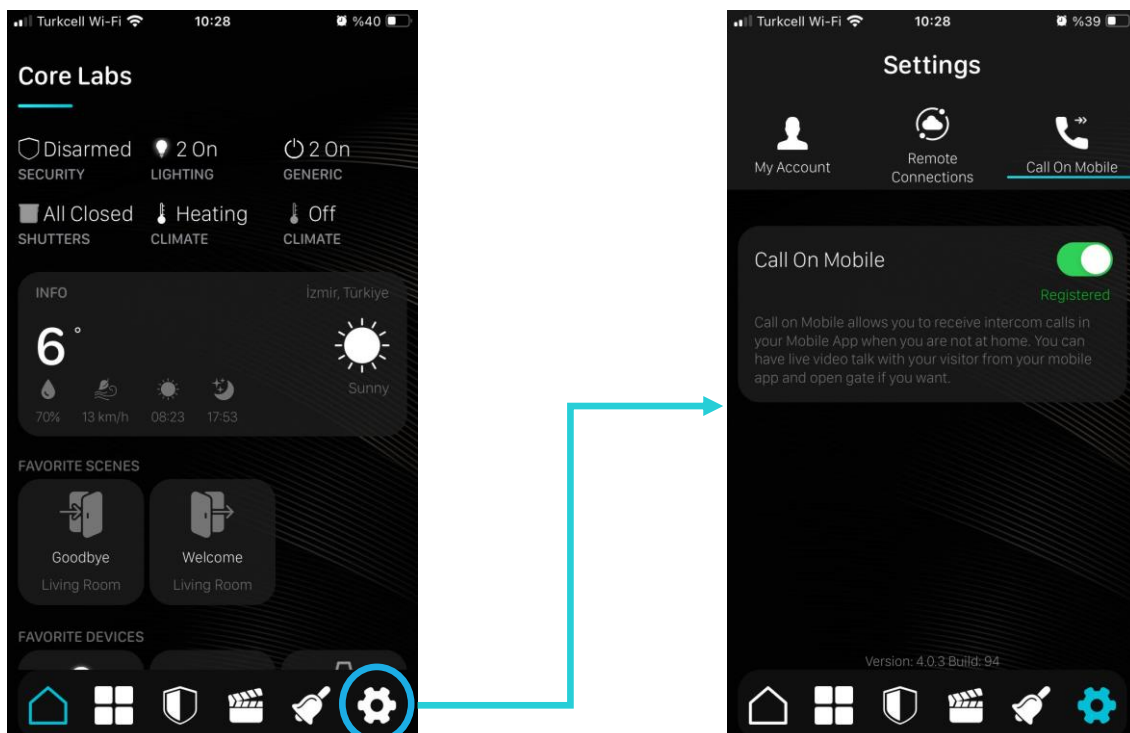 Turkcell Wi-Fi 10:28 %40
Core Labs
Disarmed 2 On 2 On
SECURITY LIGHTING GENERIC
All Closed Heating Off
SHUTTERS CLIMATE CLIMATE
INFO İzmir, Türkiye
6°
Sunny
70% 13 km/h 08:23 17:53
FAVORITE SCENES
Goodbye Welcome
Living Room Living Room
FAVORITE DEVICES
Turkcell Wi-Fi 10:28 %39
Settings
My Account
Remote
Connections
Call On Mobile
Call On Mobile
Registered
Call on Mobile allows you to receive intercom calls in
your Mobile App when you are not at home. You can
have live video talk with your visitor from your mobile
app and open gate if you want.
Version: 4.0.3 Build: 94